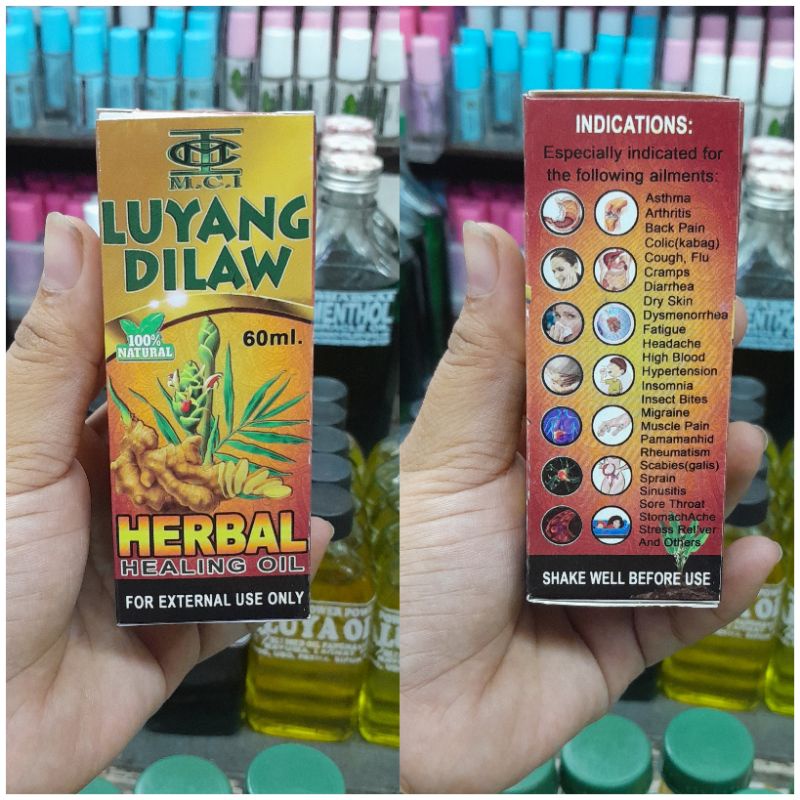 M.C.I
LUYANG
DILAW
100%
NATURAL
60ml.
HERBAL
HEALING OIL
FOR EXTERNAL USE ONLY
MENTHOL
INDICATIONS:
Especially indicated for
the following ailments:
Asthma
Arthritis
Back Pain
Colic(kabag)
Cough, Flu
Cramps
Diarrhea
Dry Skin
Dysmenorrhea
Fatigue
Headache
High Blood
Hypertension
Insomnia
Insect Bites
Migraine
Muscle Pain
Pamamanhid
Rheumatism
Scabies(galis)
Sprain
Sinusitis
Sore Throat
StomachAche
Stress Rel'ver
And Others
SHAKE WELL BEFORE USE